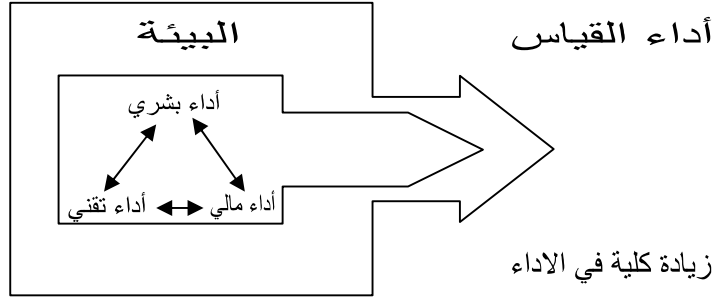 أداء القياس
البيئة
أداء بشري
أداء مالي
أداء تقني
زيادة كلية في الاداء